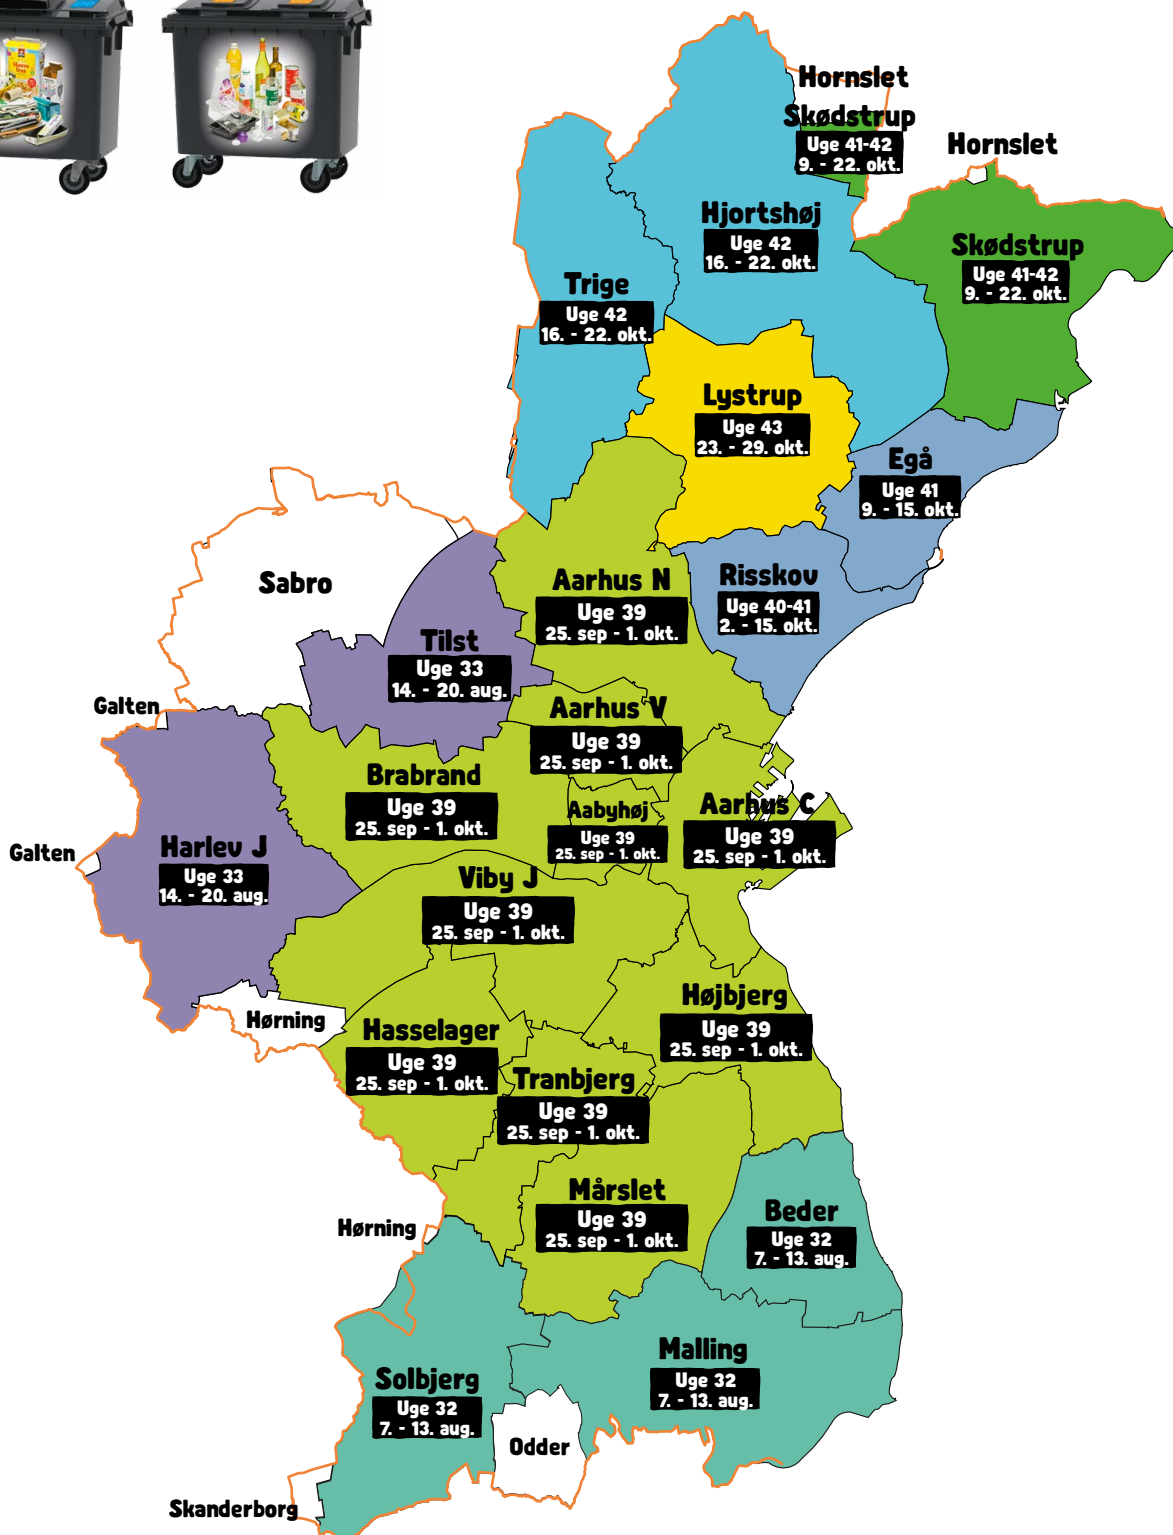 Hornslet
Skødstrup
Uge 41-42
9. - 22. okt.
Hornslet
Hjortshøj
Uge 42
16. - 22. okt.
Skødstrup
Uge 41-42
9. - 22. okt.
Trige
Uge 42
16. - 22. okt.
Lystrup
Uge 43
23. - 29. okt.
Egå
Uge 41
9. - 15. okt.
Sabro
Aarhus N
Uge 39
25. sep - 1. okt.
Risskov
Uge 40-41
2. - 15. okt.
Tilst
Uge 33
14. - 20. aug.
Galten
Aarhus V
Uge 39
25. sep - 1. okt.
Brabrand
Uge 39
25. sep - 1. okt.
Aabyhøj
Uge 39
25. sep - 1. okt.
Aarhus C
Uge 39
25. sep - 1. okt.
Galten
Harlev J
Uge 33
14. - 20. aug.
Viby J
Uge 39
25. sep - 1. okt.
Højbjerg
Uge 39
25. sep - 1. okt.
Hørning
Hasselager
Uge 39
25. sep - 1. okt.
Tranbjerg
Uge 39
25. sep - 1. okt.
Mårslet
Uge 39
25. sep - 1. okt.
Beder
Uge 32
7. - 13. aug.
Hørning
Malling
Uge 32
7. - 13. aug.
Solbjerg
Uge 32
7. - 13. aug.
Odder
Skanderborg